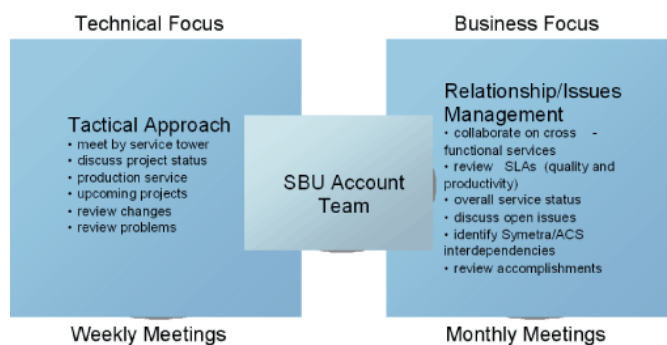 Technical Focus
Tactical Approach
• meet by service tower
• discuss project status
• production service
• upcoming projects
• review changes
• review problems
Weekly Meetings
SBU Account
Team
Business Focus
Relationship/Issues
Management
• collaborate on cross -
functional services
• review SLAs (quality and
productivity)
• overall service status
• discuss open issues
• identify Symetra/ACS
interdependencies
• review accomplishments
Monthly Meetings